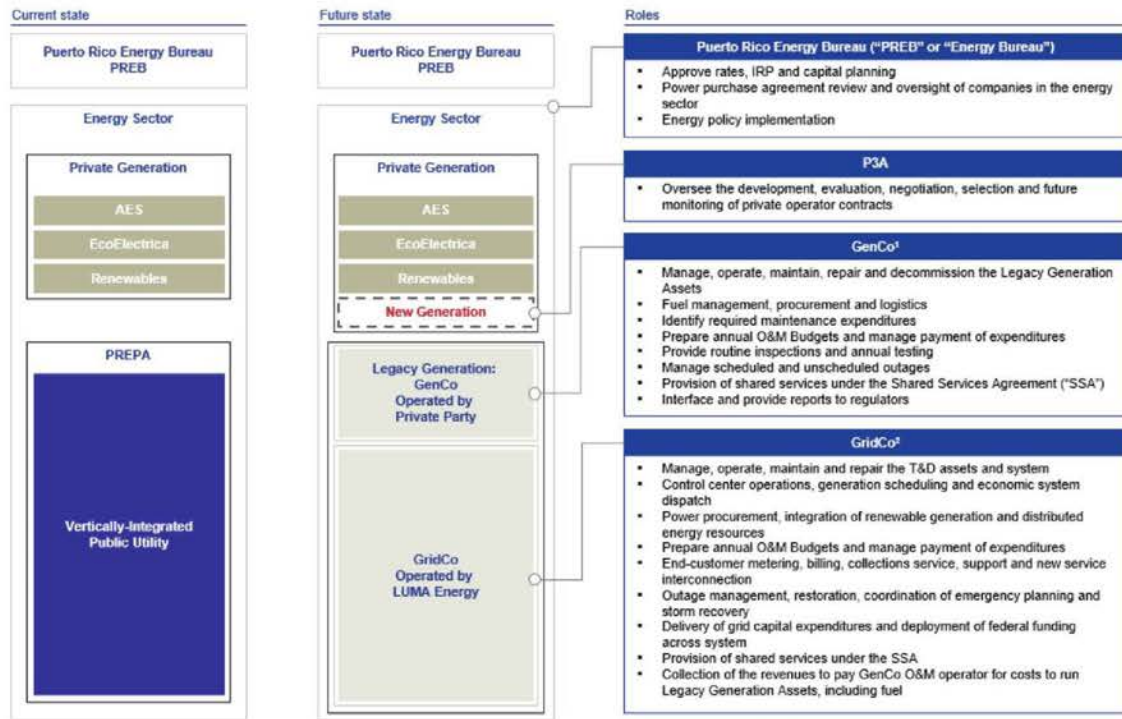 Current state
Puerto Rico Energy Bureau
PREB
Energy Sector
Private Generation
AES
EcoElectrica
Renewables
PREPA
Vertically-Integrated
Public Utility
Future state
Puerto Rico Energy Bureau
PREB
Energy Sector
Private Generation
AES
EcoElectrica
Renewables
New Generation
Legacy Generation:
GenCo
Operated by
Private Party
GridCo
Operated by
LUMA Energy
Roles
Puerto Rico Energy Bureau (“PREB” or “Energy Bureau”)
▪ Approve rates, IRP and capital planning
▪ Power purchase agreement review and oversight of companies in the energy
sector
▪ Energy policy implementation
P3A
▪ Oversee the development, evaluation, negotiation, selection and future
monitoring of private operator contracts
GenCo¹
▪ Manage, operate, maintain, repair and decommission the Legacy Generation
Assets
▪ Fuel management, procurement and logistics
▪ Identify required maintenance expenditures
▪ Prepare annual O&M Budgets and manage payment of expenditures
▪ Provide routine inspections and annual testing
▪ Manage scheduled and unscheduled outages
▪ Provision of shared services under the Shared Services Agreement (“SSA”)
▪ Interface and provide reports to regulators
GridCo²
▪ Manage, operate, maintain and repair the T&D assets and system
▪ Control center operations, generation scheduling and economic system
dispatch
▪ Power procurement, integration of renewable generation and distributed
energy resources
▪ Prepare annual O&M Budgets and manage payment of expenditures
▪ End-customer metering, billing, collections service, support and new service
interconnection
▪ Outage management, restoration, coordination of emergency planning and
storm recovery
▪ Delivery of grid capital expenditures and deployment of federal funding
across system
▪ Provision of shared services under the SSA
▪ Collection of the revenues to pay GenCo O&M operator for costs to run
Legacy Generation Assets, including fuel